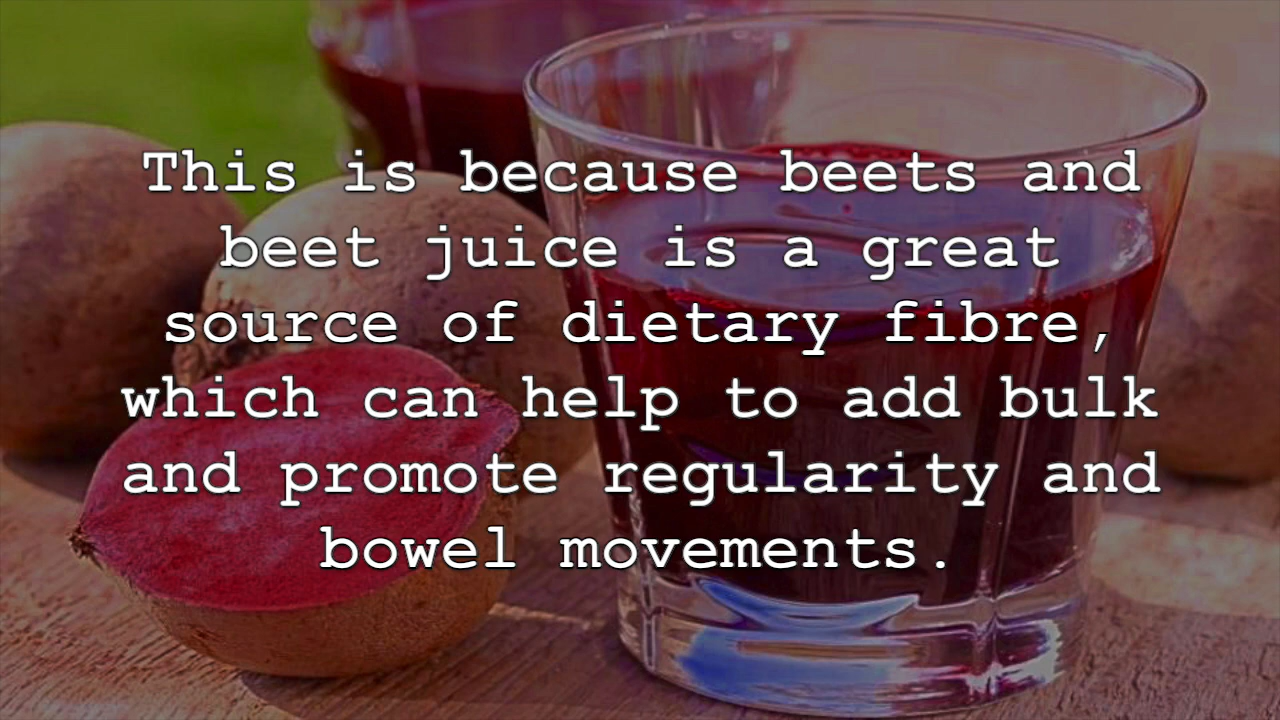 This is because beets and
beet juice is a great
source of dietary fibre,
which can help to add bulk
and promote regularity and
bowel movements.